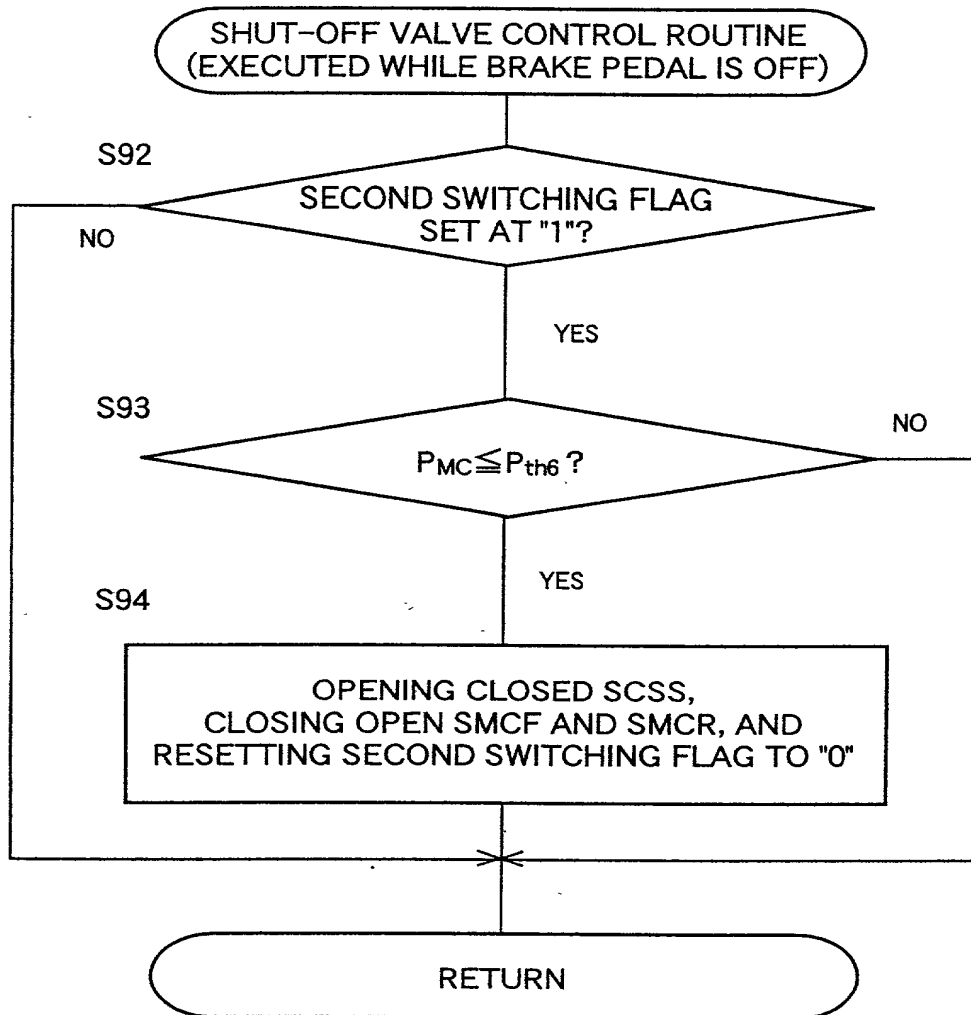 SHUT-OFF VALVE CONTROL ROUTINE
(EXECUTED WHILE BRAKE PEDAL IS OFF)
S92
SECOND SWITCHING FLAG
SET AT "1"?
NO
YES
S93
NO
PMC≦Pth6 ?
YES
S94
OPENING CLOSED SCSS,
CLOSING OPEN SMCF AND SMCR, AND
RESETTING SECOND SWITCHING FLAG TO "0"
RETURN